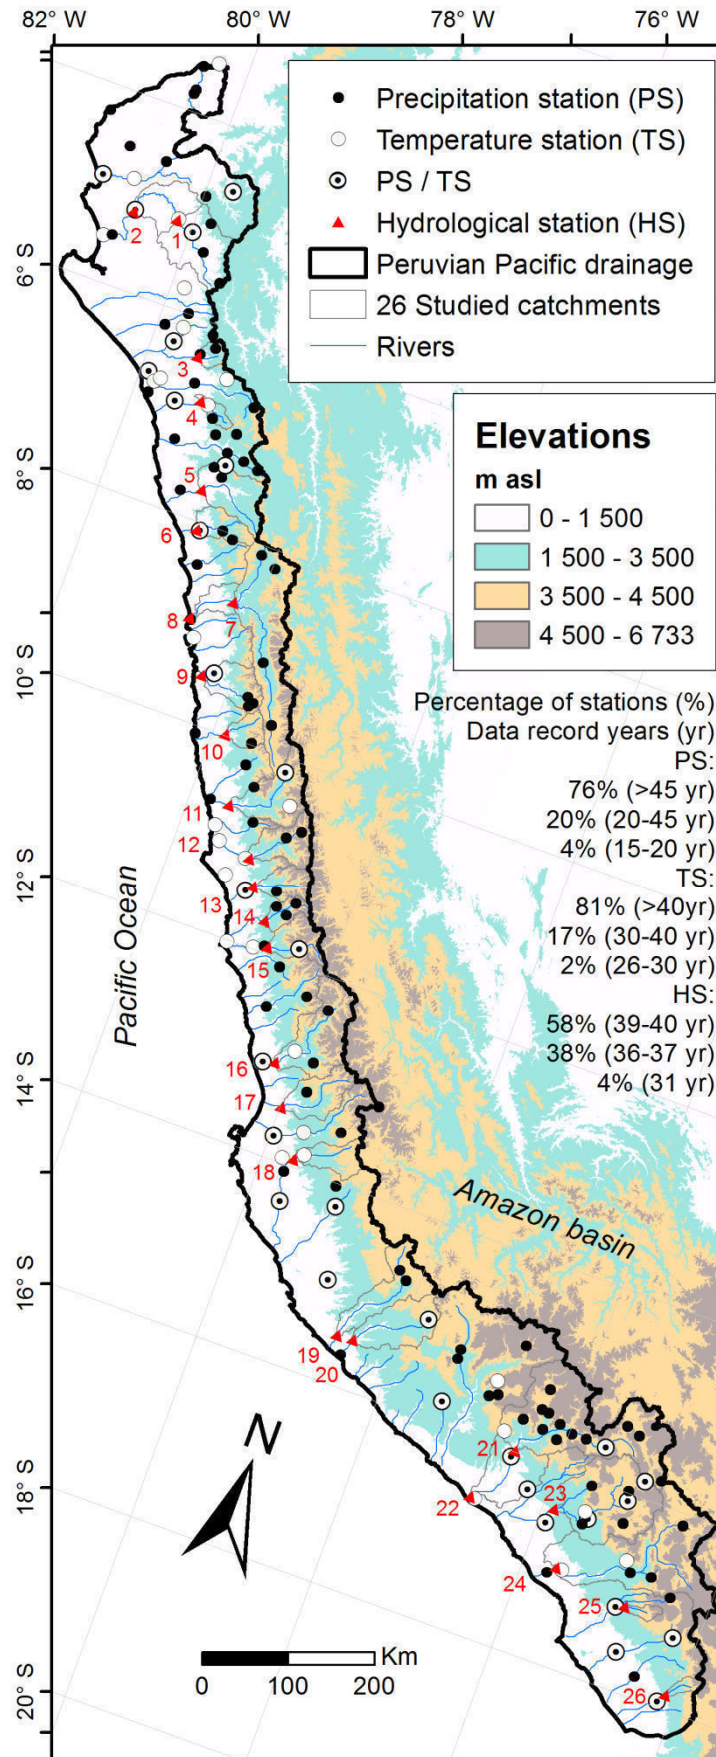 82° W
80° W
78° W
76° W
Precipitation station (PS)
Temperature station (TS)
PS / TS
Hydrological station (HS)
Peruvian Pacific drainage
26 Studied catchments
Rivers
Elevations
m asl
0 - 1 500
1 500 - 3 500
3 500 - 4 500
4 500 - 6 733
Percentage of stations (%)
Data record years (yr)
PS:
76% (>45 yr)
20% (20-45 yr)
4% (15-20 yr)
TS:
81% (>40yr)
17% (30-40 yr)
2% (26-30 yr)
HS:
58% (39-40 yr)
38% (36-37 yr)
4% (31 yr)
6° S
8° S
10° S
12° S
14° S
16° S
18° S
20° S
2
1
3
4
5
6
8
7
9
10
11
12
13
14
15
16
17
18
19
20
21
22
23
24
25
26
Pacific Ocean
Amazon basin
N
Km
0 100 200